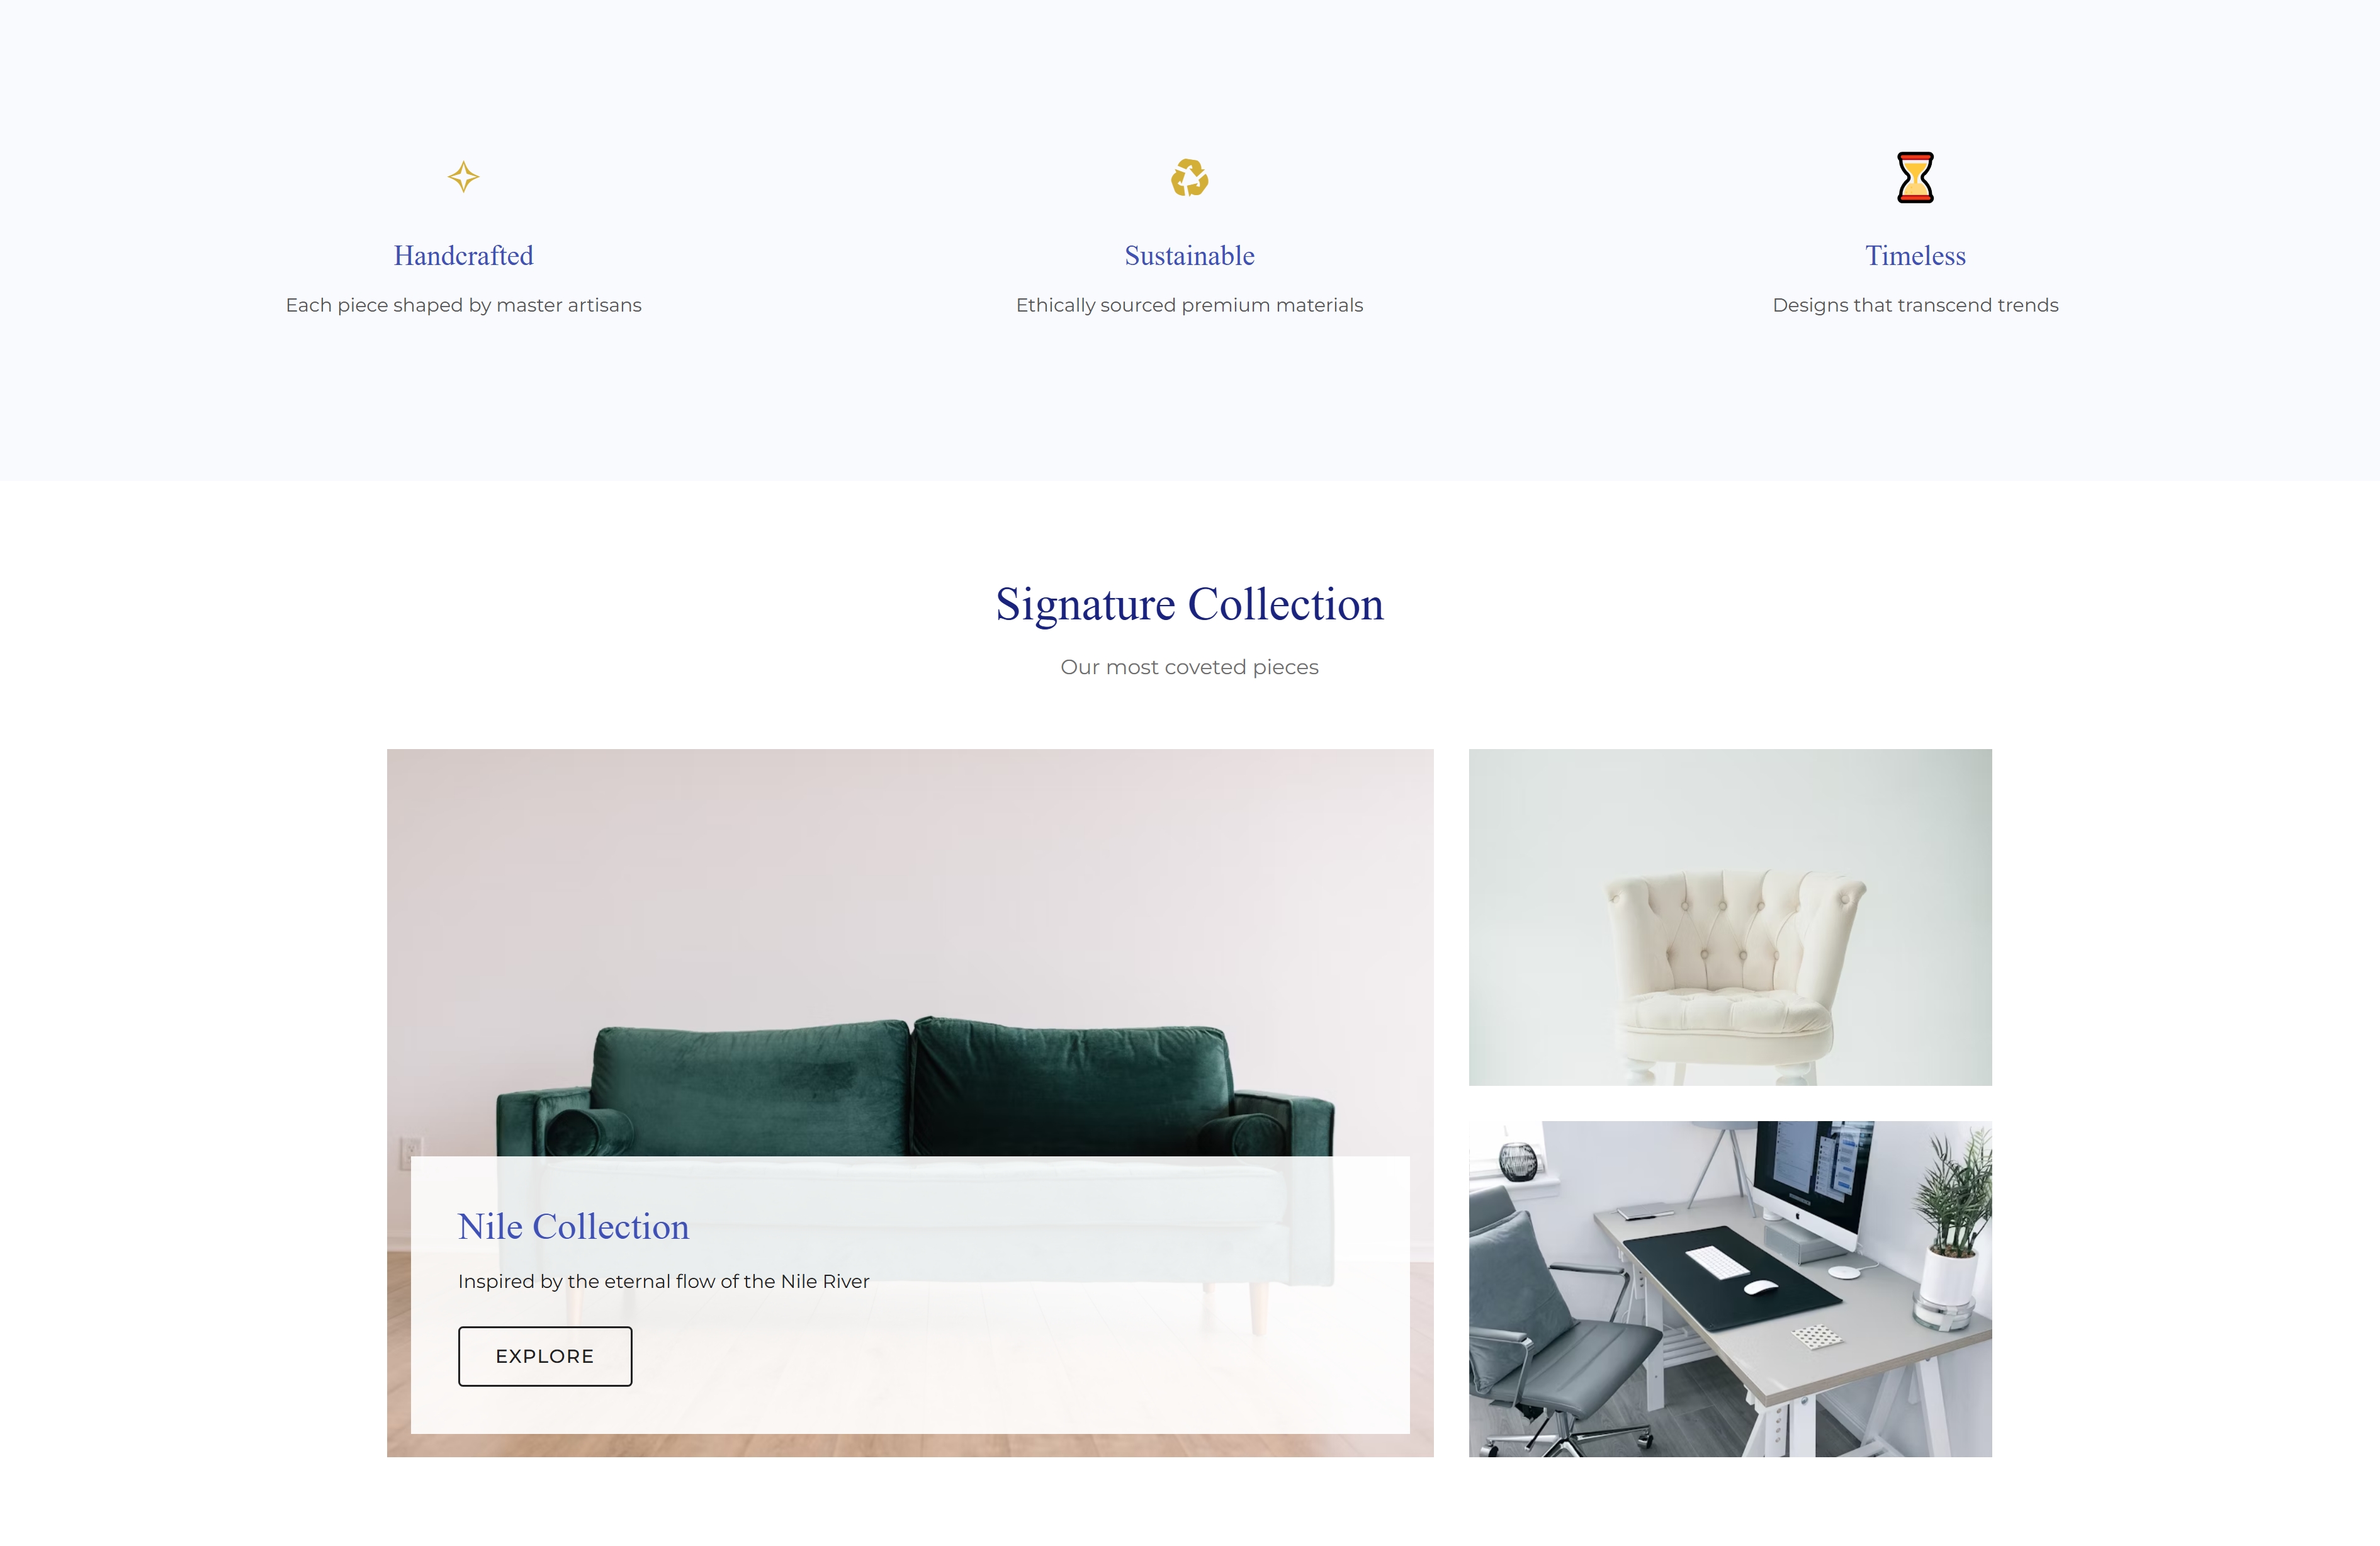 Handcrafted
Each piece shaped by master artisans
Sustainable
Ethically sourced premium materials
Timeless
Designs that transcend trends
Signature Collection
Our most coveted pieces
Nile Collection
Inspired by the eternal flow of the Nile River
EXPLORE